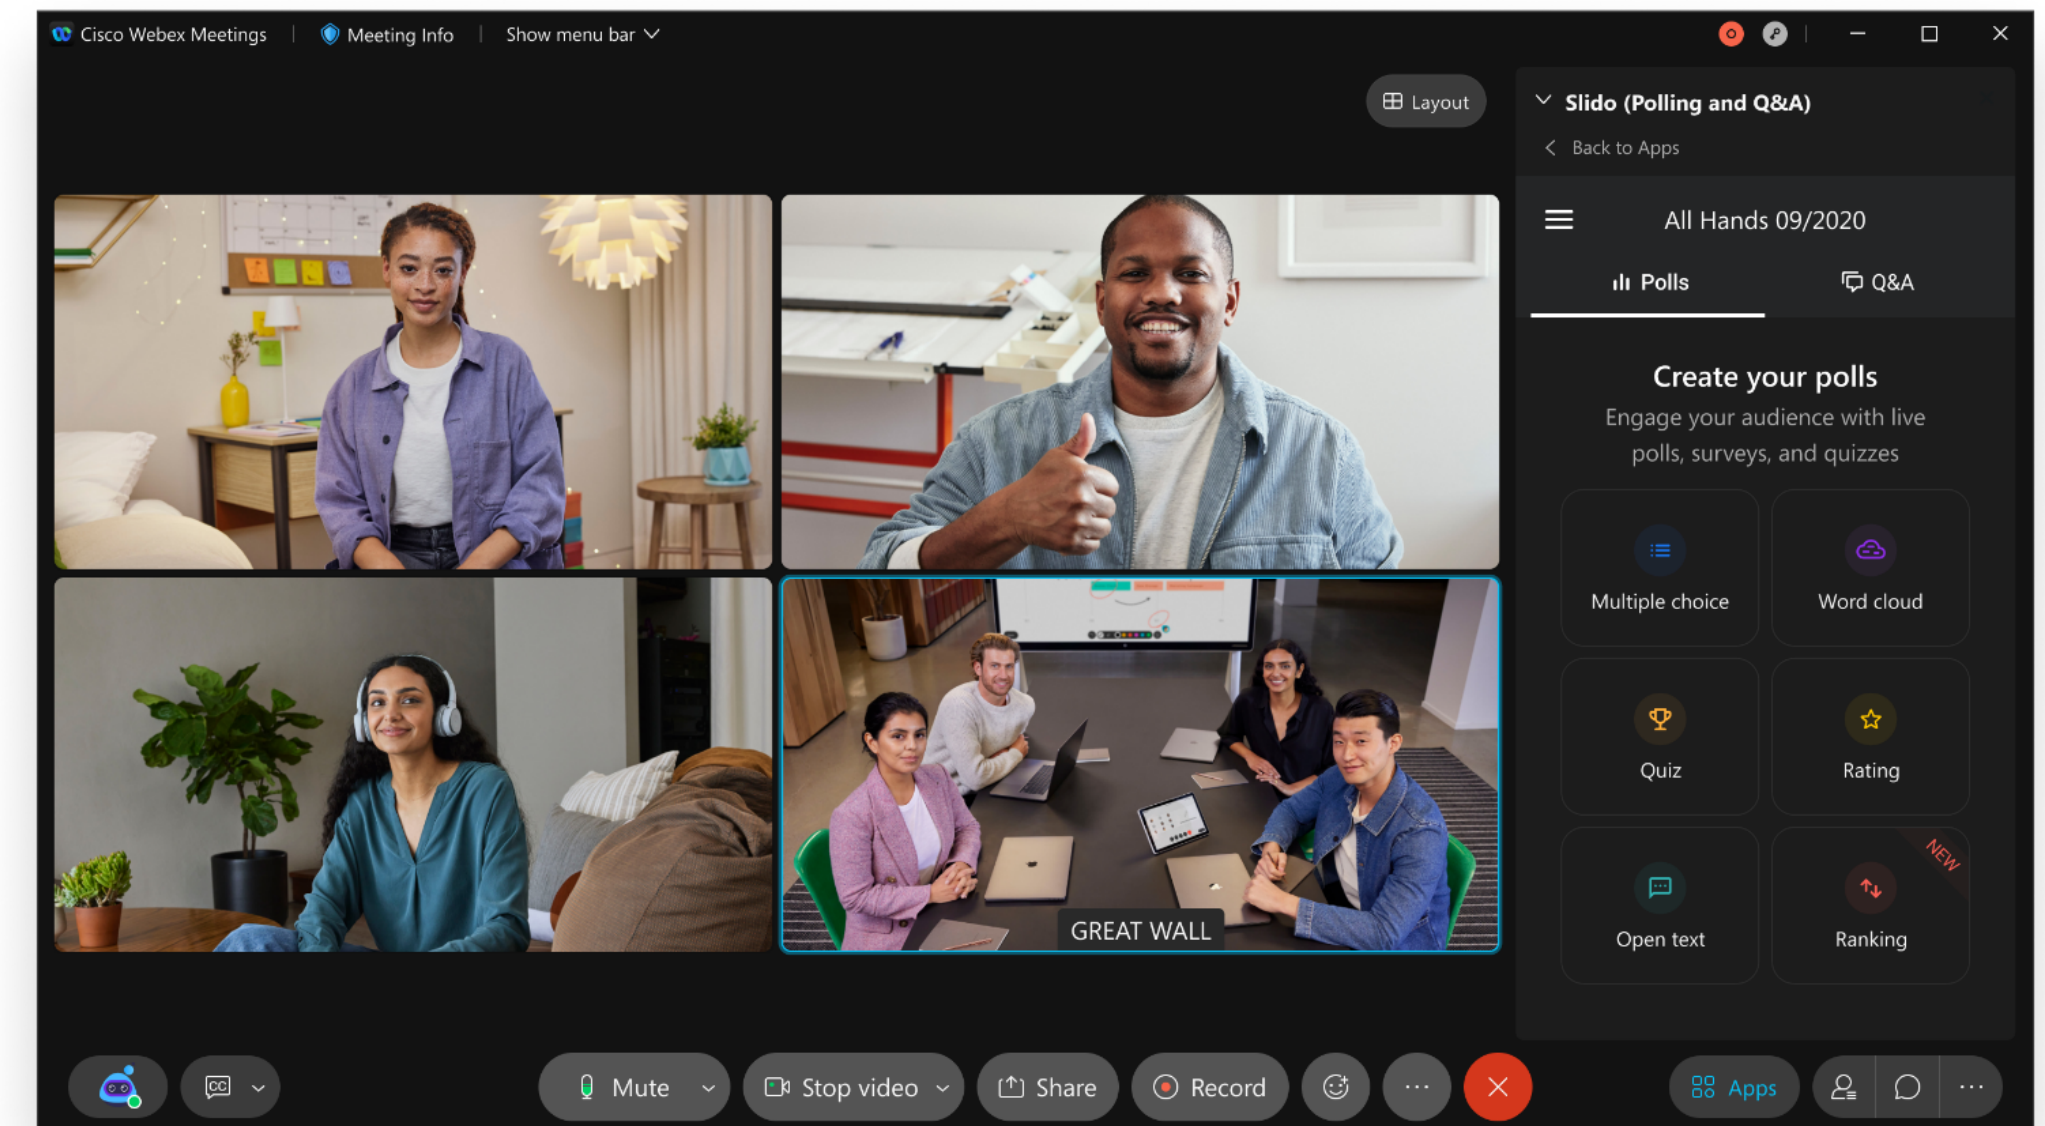 Cisco Webex Meetings
Meeting Info
Show menu bar
Layout
Slido (Polling and Q&A)
Back to Apps
All Hands 09/2020
Polls
Q&A
Create your polls
Engage your audience with live
polls, surveys, and quizzes
Multiple choice
Word cloud
Quiz
Rating
NEW
Open text
Ranking
GREAT WALL
CC
Mute
Stop video
Share
Record
Apps